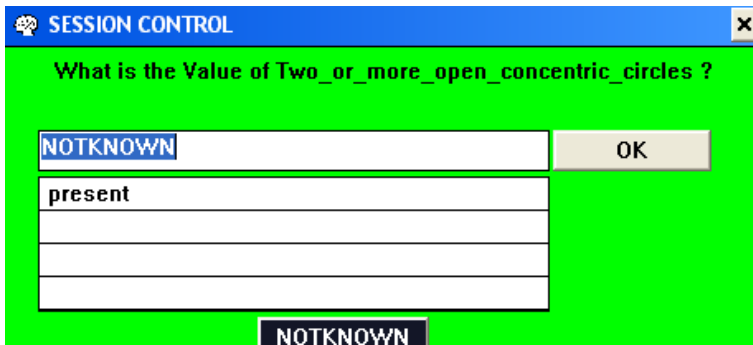 SESSION CONTROL
What is the Value of Two_or_more_open_concentric_circles ?
NOTKNOWN
OK
present
NOTKNOWN